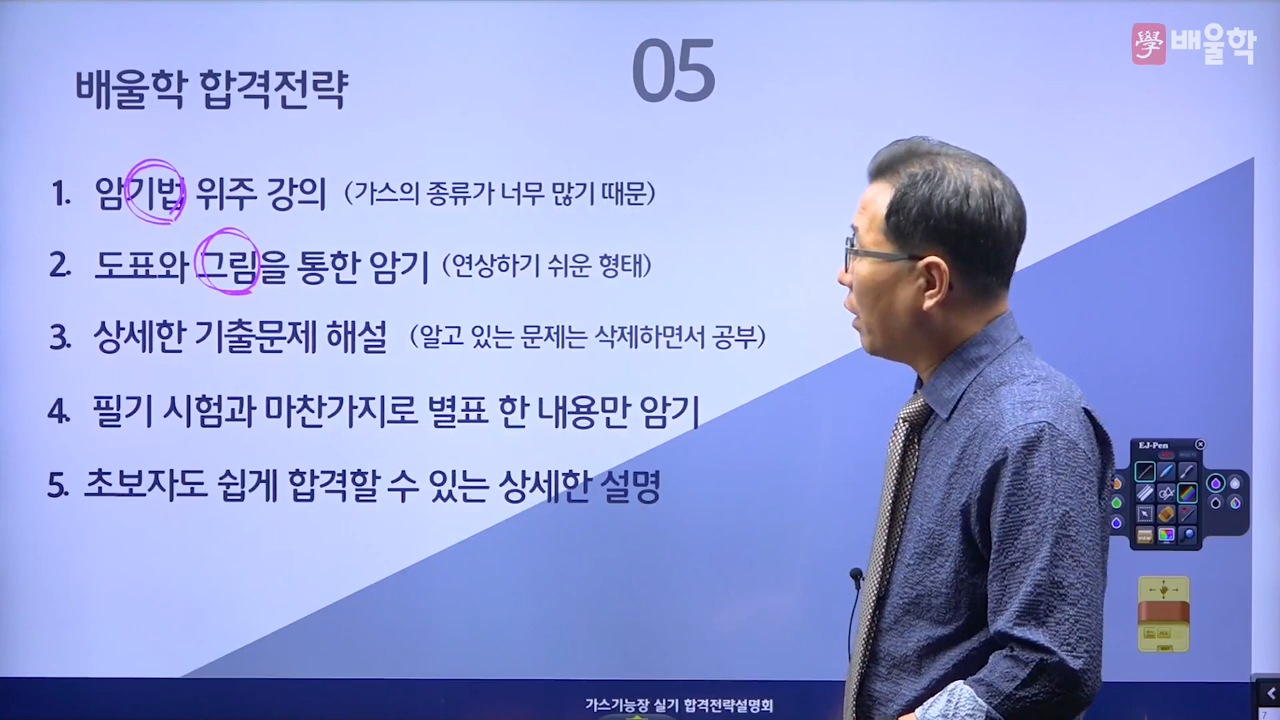 學 배울학
05
배울학 합격전략
1. 암기법 위주 강의 (가스의 종류가 너무 많기 때문)
2. 도표와 그림을 통한 암기 (연상하기 쉬운 형태)
3. 상세한 기출문제 해설 (알고 있는 문제는 삭제하면서 공부)
4. 필기 시험과 마찬가지로 별표 한 내용만 암기
5. 초보자도 쉽게 합격할 수 있는 상세한 설명
EJ-Pen
가스기능장 실기 합격전략설명회
7